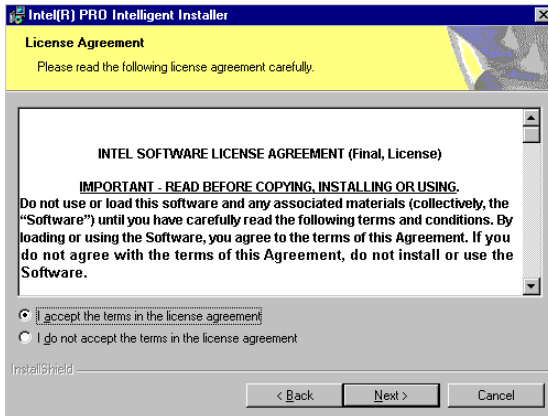 Intel(R) PRO Intelligent Installer
License Agreement
Please read the following license agreement carefully.
INTEL SOFTWARE LICENSE AGREEMENT (Final, License)
IMPORTANT - READ BEFORE COPYING, INSTALLING OR USING.
Do not use or load this software and any associated materials (collectively, the
“Software”) until you have carefully read the following terms and conditions. By
loading or using the Software, you agree to the terms of this Agreement. If you
do not agree with the terms of this Agreement, do not install or use the
Software.
I accept the terms in the license agreement
I do not accept the terms in the license agreement
InstallShield
< Back
Next >
Cancel